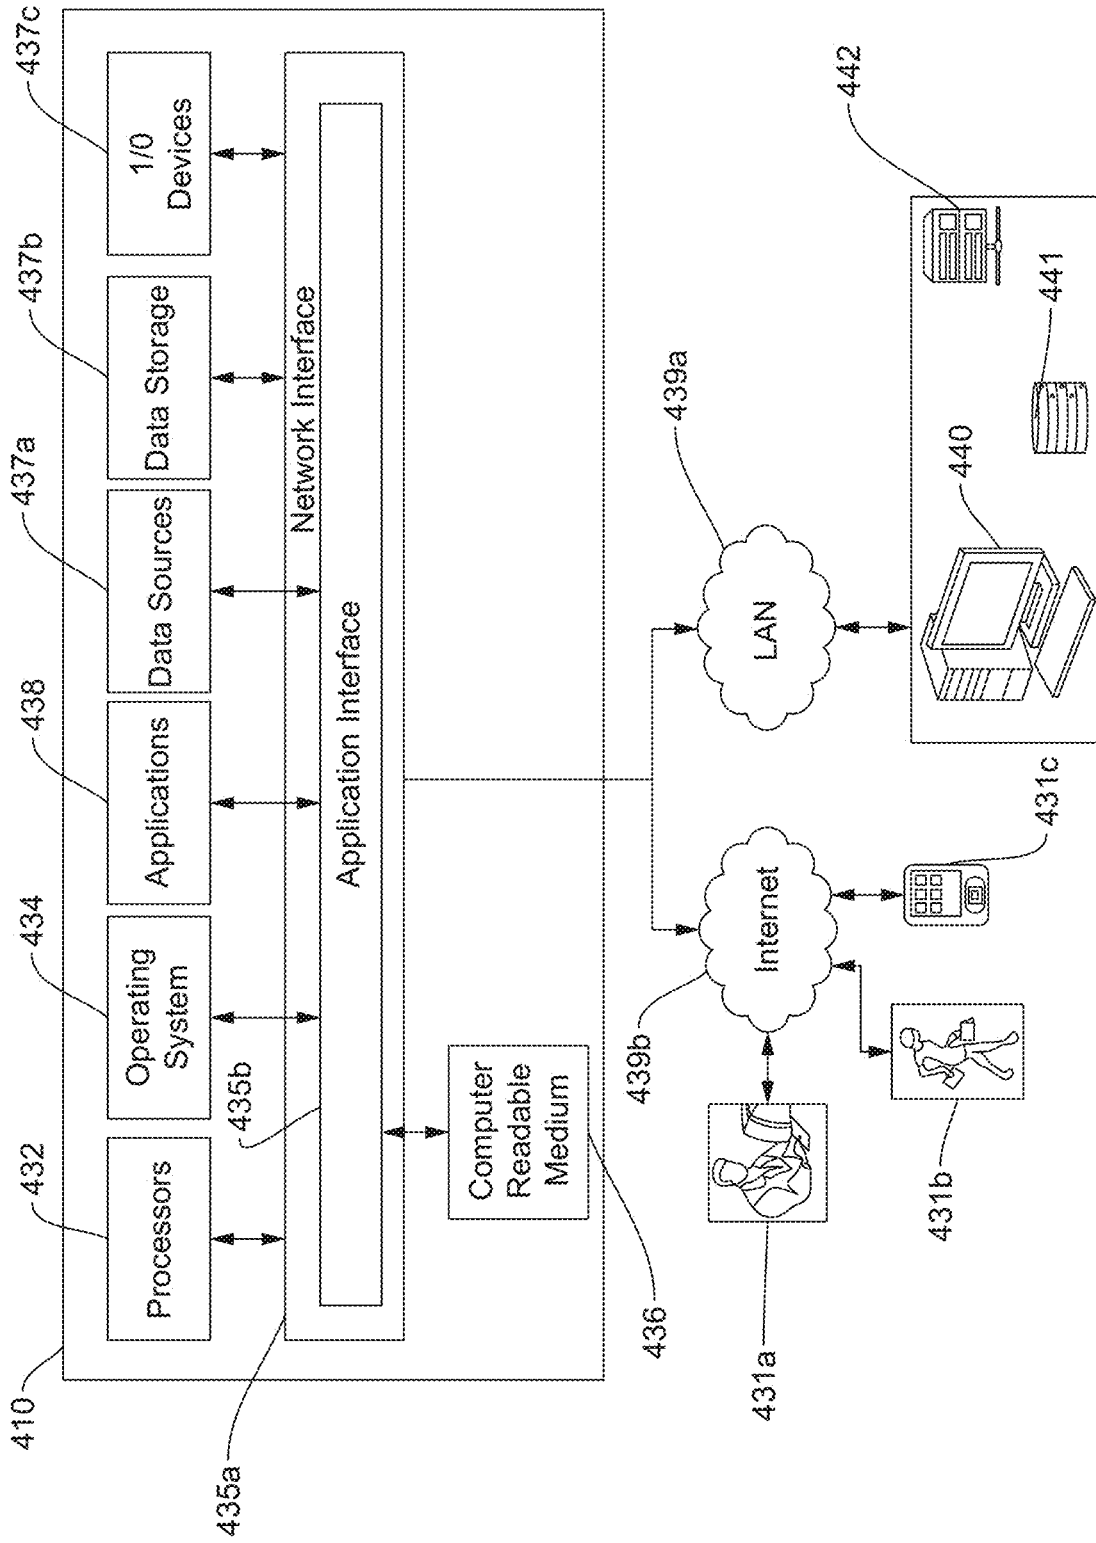 410
432
434
438
437a
437b
437c
Processors
Operating
System
Applications
Data Sources
Data Storage
1/0
Devices
435a
435b
Network Interface
Application Interface
Computer
Readable
Medium
436
439b
Internet
439a
LAN
431a
431b
431c
440
441
442